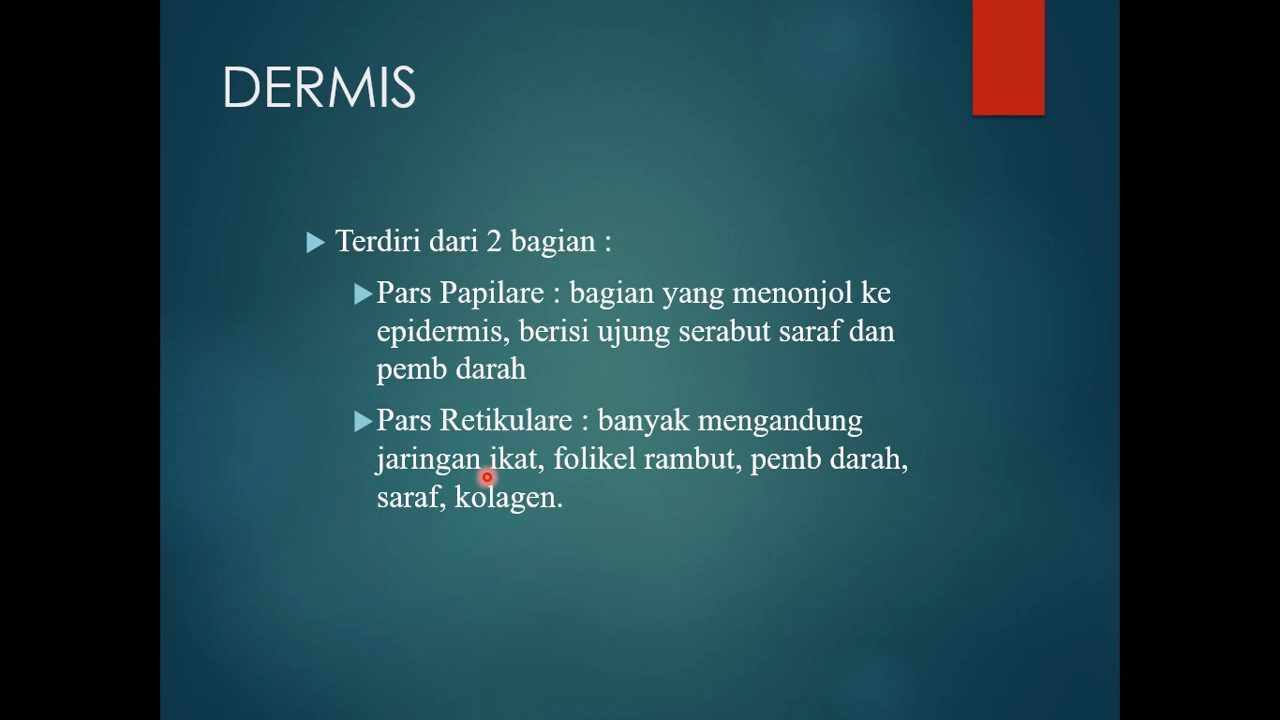 DERMIS
Terdiri dari 2 bagian :
Pars Papilare : bagian yang menonjol ke
epidermis, berisi ujung serabut saraf dan
pemb darah
Pars Retikulare : banyak mengandung
jaringan ikat, folikel rambut, pemb darah,
saraf, kolagen.